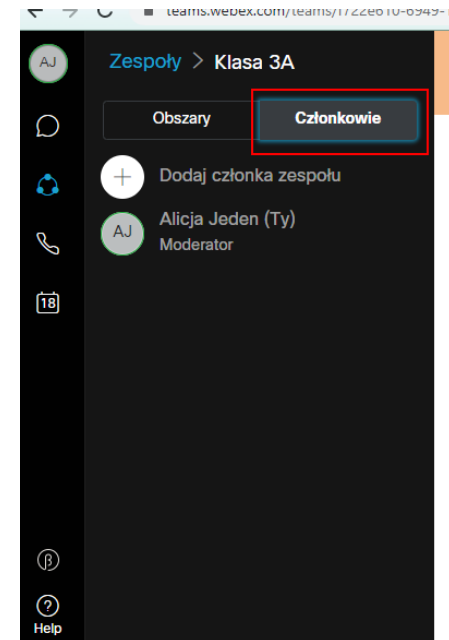 teams.webex.com/teams/1722e610-6949-
AJ
Zespoły > Klasa 3A
Obszary
Członkowie
Dodaj członka zespołu
AJ
Alicja Jeden (Ty)
Moderator
18
β
Help